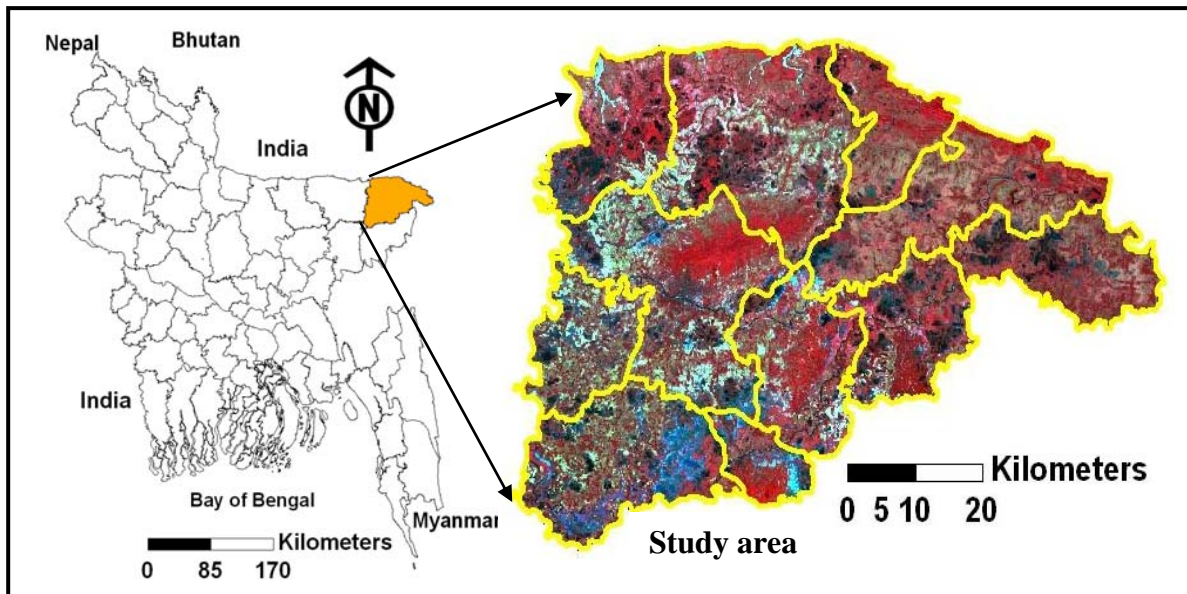 Nepal
Bhutan
N
India
India
Bay of Bengal
Myanmar
Kilometers
0 85 170
Kilometers
0 5 10 20
Study area